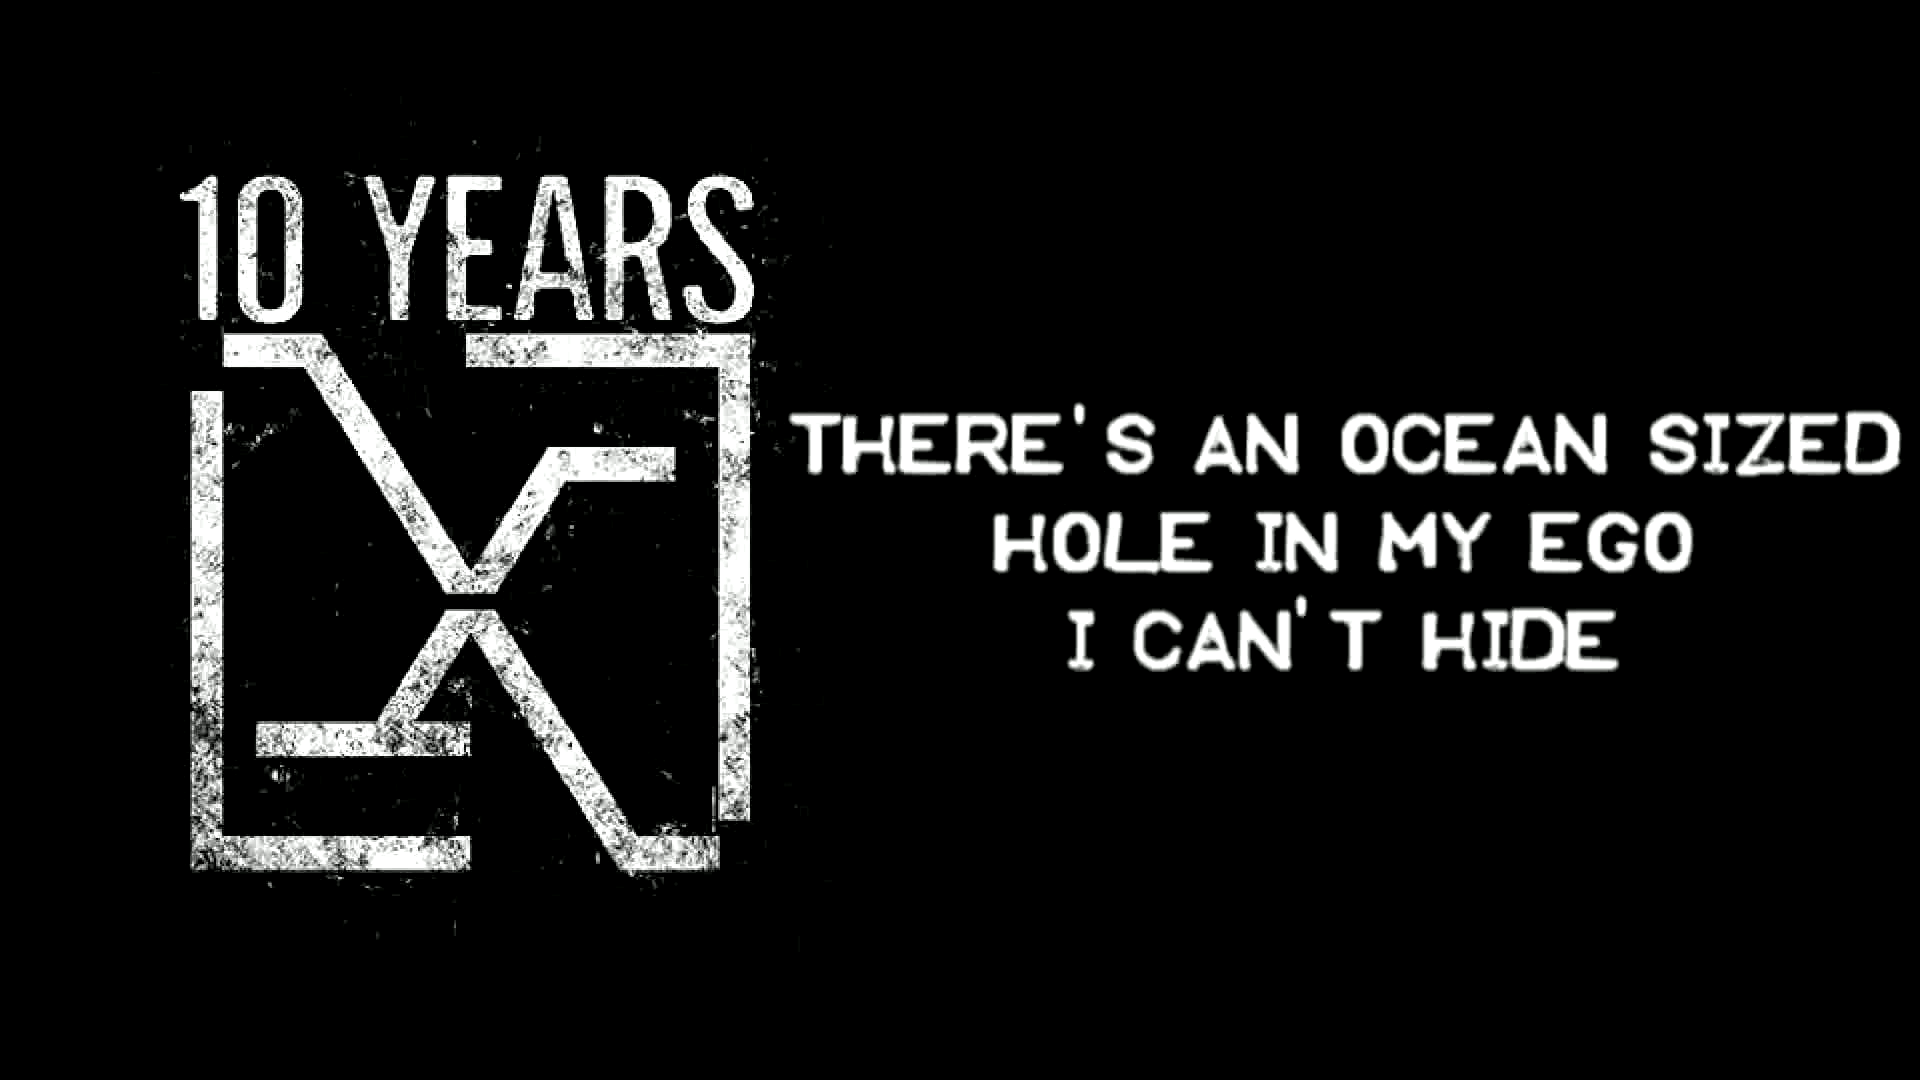 10 YEARS
THERE'S AN OCEAN SIZED
HOLE IN MY EGO
I CAN'T HIDE